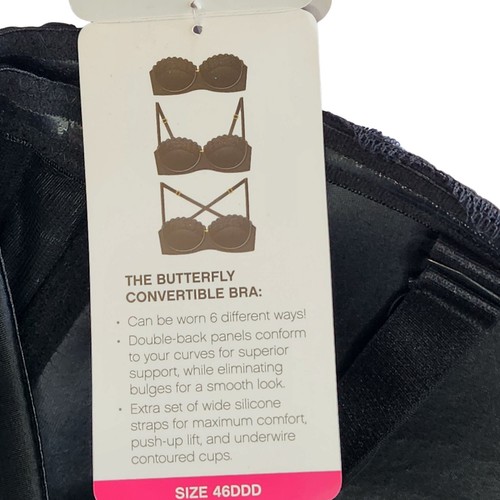 THE BUTTERFLY
CONVERTIBLE BRA:
• Can be worn 6 different ways!
• Double-back panels conform
to your curves for superior
support, while eliminating
bulges for a smooth look.
• Extra set of wide silicone
straps for maximum comfort,
push-up lift, and underwire
contoured cups.
SIZE 46DDD